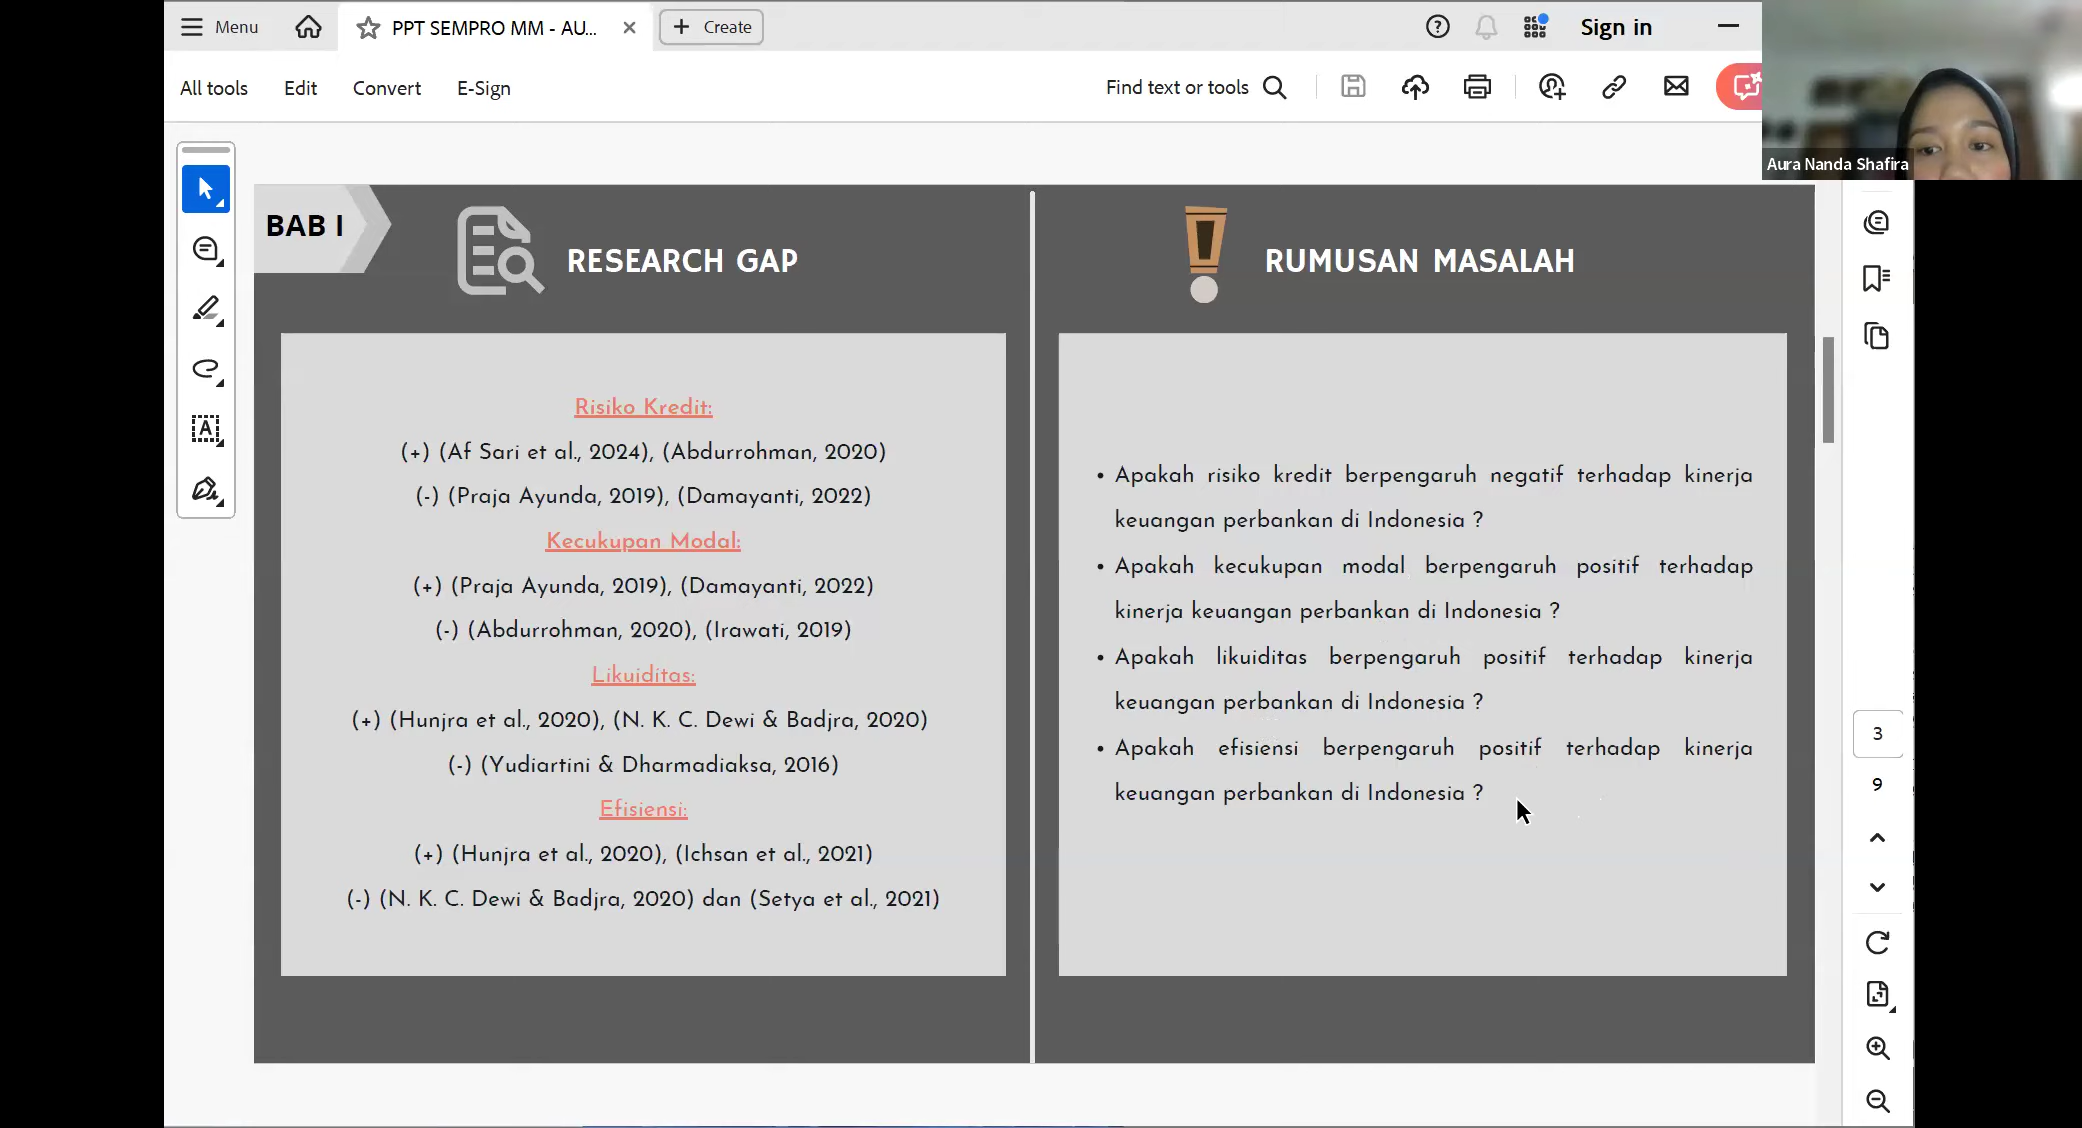 Menu
PPT SEMPRO MM - AU...
Create
Sign in
All tools
Edit
Convert
E-Sign
Find text or tools
Aura Nanda Shafira
BAB I
RESEARCH GAP
Risiko Kredit:
(+) (Af Sari et al., 2024), (Abdurrohman, 2020)
(-) (Praja Ayunda, 2019), (Damayanti, 2022)
Kecukupan Modal:
(+) (Praja Ayunda, 2019), (Damayanti, 2022)
(-) (Abdurrohman, 2020), (Irawati, 2019)
Likuiditas:
(+) (Hunjra et al., 2020), (N. K. C. Dewi & Badjra, 2020)
(-) (Yudiartini & Dharmadiaksa, 2016)
Efisiensi:
(+) (Hunjra et al., 2020), (Ichsan et al., 2021)
(-) (N. K. C. Dewi & Badjra, 2020) dan (Setya et al., 2021)
RUMUSAN MASALAH
• Apakah risiko kredit berpengaruh negatif terhadap kinerja
keuangan perbankan di Indonesia ?
• Apakah kecukupan modal berpengaruh positif terhadap
kinerja keuangan perbankan di Indonesia ?
• Apakah likuiditas berpengaruh positif terhadap kinerja
keuangan perbankan di Indonesia ?
• Apakah efisiensi berpengaruh positif terhadap kinerja
keuangan perbankan di Indonesia ?
3
9